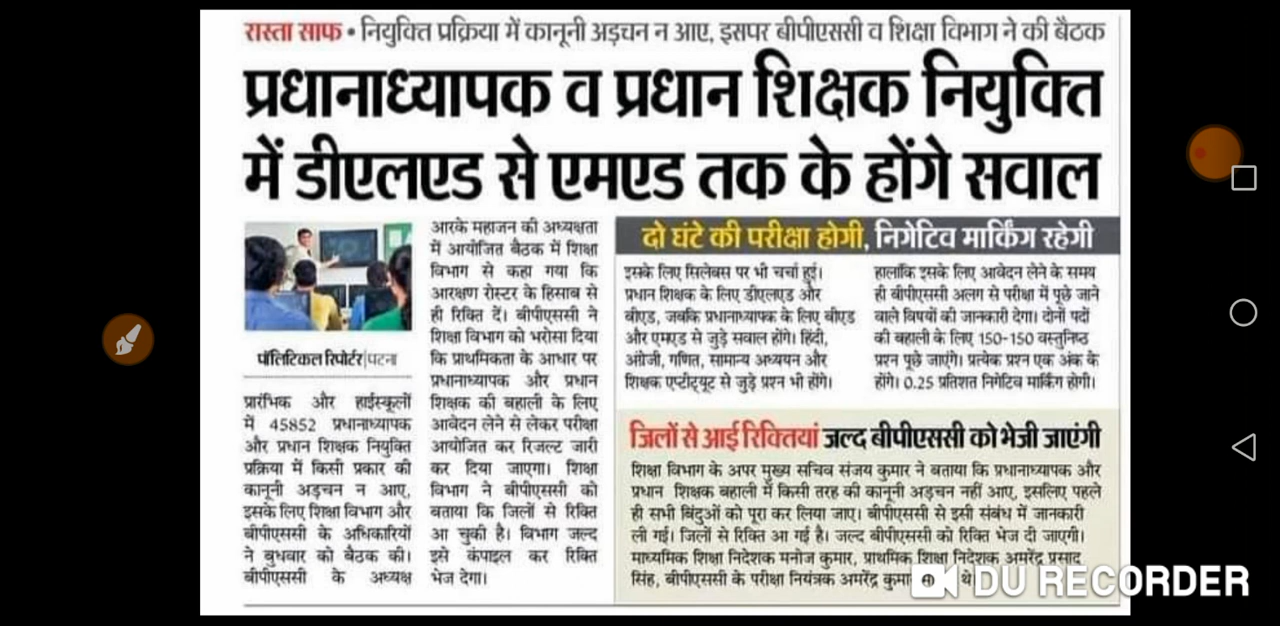 रास्ता साफ • नियुक्ति प्रक्रिया में कानूनी अड़चन न आए, इसपर बीपीएससी व शिक्षा विभाग ने की बैठक
प्रधानाध्यापक व प्रधान शिक्षक नियुक्ति
में डीएलएड से एमएड तक के होंगे सवाल
पॉलिटिकल रिपोर्टर|पटना
प्रारंभिक और हाईस्कूलों
में 45852 प्रधानाध्यापक
और प्रधान शिक्षक नियुक्ति
प्रक्रिया में किसी प्रकार की
कानूनी अड़चन न आए,
इसके लिए शिक्षा विभाग और
बीपीएससी के अधिकारियों
ने बुधवार को बैठक की।
बीपीएससी के अध्यक्ष
आरके महाजन की अध्यक्षता
में आयोजित बैठक में शिक्षा
विभाग से कहा गया कि
आरक्षण रोस्टर के हिसाब से
ही रिक्ति दें। बीपीएससी ने
शिक्षा विभाग को भरोसा दिया
कि प्राथमिकता के आधार पर
प्रधानाध्यापक और प्रधान
शिक्षक की बहाली के लिए
आवेदन लेने से लेकर परीक्षा
आयोजित कर रिजल्ट जारी
कर दिया जाएगा। शिक्षा
विभाग ने बीपीएससी को
बताया कि जिलों से रिक्ति
आ चुकी है। विभाग जल्द
इसे कंपाइल कर रिक्ति
भेज देगा।
दो घंटे की परीक्षा होगी, निगेटिव मार्किंग रहेगी
इसके लिए सिलेबस पर भी चर्चा हुई।
प्रधान शिक्षक के लिए डीएलएड और
बीएड, जबकि प्रधानाध्यापक के लिए बीएड
और एमएड से जुड़े सवाल होंगे। हिंदी,
अंग्रेजी, गणित, सामान्य अध्ययन और
शिक्षक एप्टीट्यूट से जुड़े प्रश्न भी होंगे।
हालांकि इसके लिए आवेदन लेने के समय
ही बीपीएससी अलग से परीक्षा में पूछे जाने
वाले विषयों की जानकारी देगा। दोनों पदों
की बहाली के लिए 150-150 वस्तुनिष्ठ
प्रश्न पूछे जाएंगे। प्रत्येक प्रश्न एक अंक के
होंगे। 0.25 प्रतिशत निगेटिव मार्किंग होगी।
जिलों से आई रिक्तियां जल्द बीपीएससी को भेजी जाएंगी
शिक्षा विभाग के अपर मुख्य सचिव संजय कुमार ने बताया कि प्रधानाध्यापक और
प्रधान शिक्षक बहाली में किसी तरह की कानूनी अड़चन नहीं आए, इसलिए पहले
ही सभी बिंदुओं को पूरा कर लिया जाए। बीपीएससी से इसी संबंध में जानकारी
ली गई। जिलों से रिक्ति आ गई है। जल्द बीपीएससी को रिक्ति भेज दी जाएगी।
माध्यमिक शिक्षा निदेशक मनोज कुमार, प्राथमिक शिक्षा निदेशक अमरेंद्र प्रसाद
सिंह, बीपीएससी के परीक्षा नियंत्रक अमरेंद्र
DU RECORDER